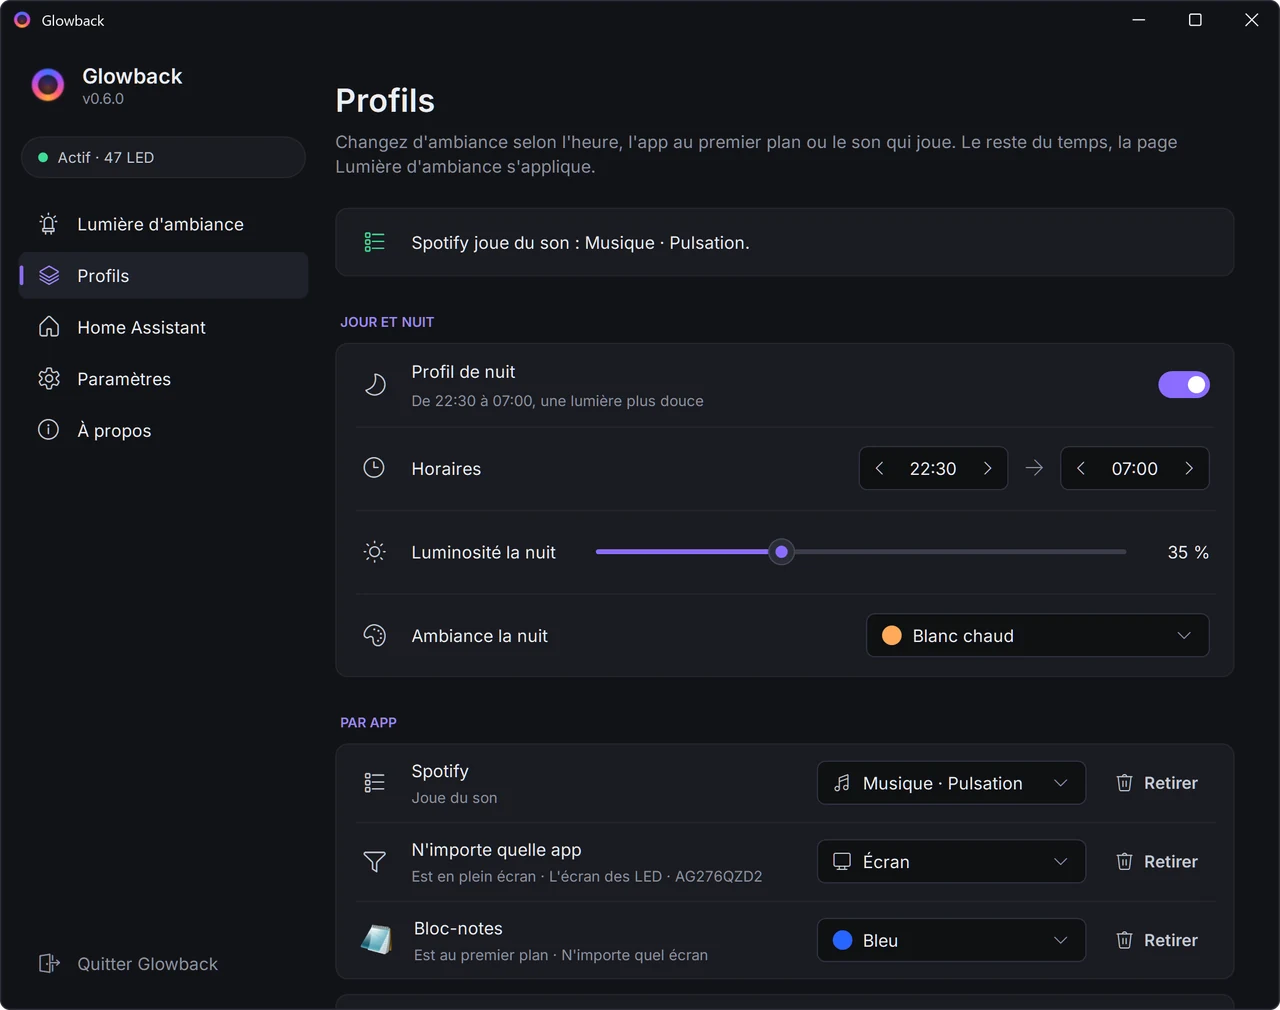 Glowback
Glowback
v0.6.0
Actif · 47 LED
Lumière d'ambiance
Profils
Home Assistant
Paramètres
À propos
Quitter Glowback
Profils
Changez d'ambiance selon l'heure, l'app au premier plan ou le son qui joue. Le reste du temps, la page
Lumière d'ambiance s'applique.
Spotify joue du son : Musique · Pulsation.
JOUR ET NUIT
Profil de nuit
De 22:30 à 07:00, une lumière plus douce
Horaires
22:30
07:00
Luminosité la nuit
35 %
Ambiance la nuit
Blanc chaud
PAR APP
Spotify
Joue du son
Musique · Pulsation
Retirer
N'importe quelle app
Est en plein écran · L'écran des LED · AG276QZD2
Écran
Retirer
Bloc-notes
Est au premier plan · N'importe quel écran
Bleu
Retirer